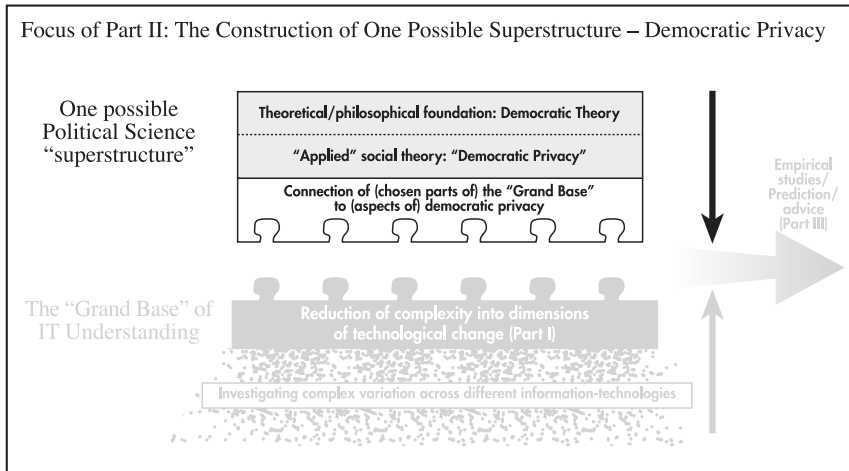 Focus of Part II: The Construction of One Possible Superstructure – Democratic Privacy
One possible
Political Science
“superstructure”
Theoretical/philosophical foundation: Democratic Theory
“Applied” social theory: “Democratic Privacy”
Connection of (chosen parts of) the “Grand Base”
to (aspects of) democratic privacy
Empirical
studies/
Prediction/
advice
(Part III)
The “Grand Base” of
IT Understanding
Reduction of complexity into dimensions
of technological change (Part I)
Investigating complex variation across different information-technologies